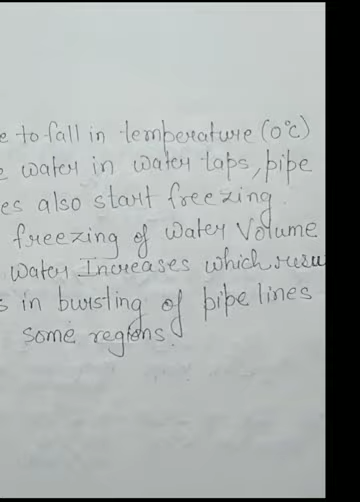 e to fall in temperature (0°C)
e water in water taps, pipe
es also start freezing.
freezing of water Volume
water Increases which resu
s in bursting of pipe lines
some regions.